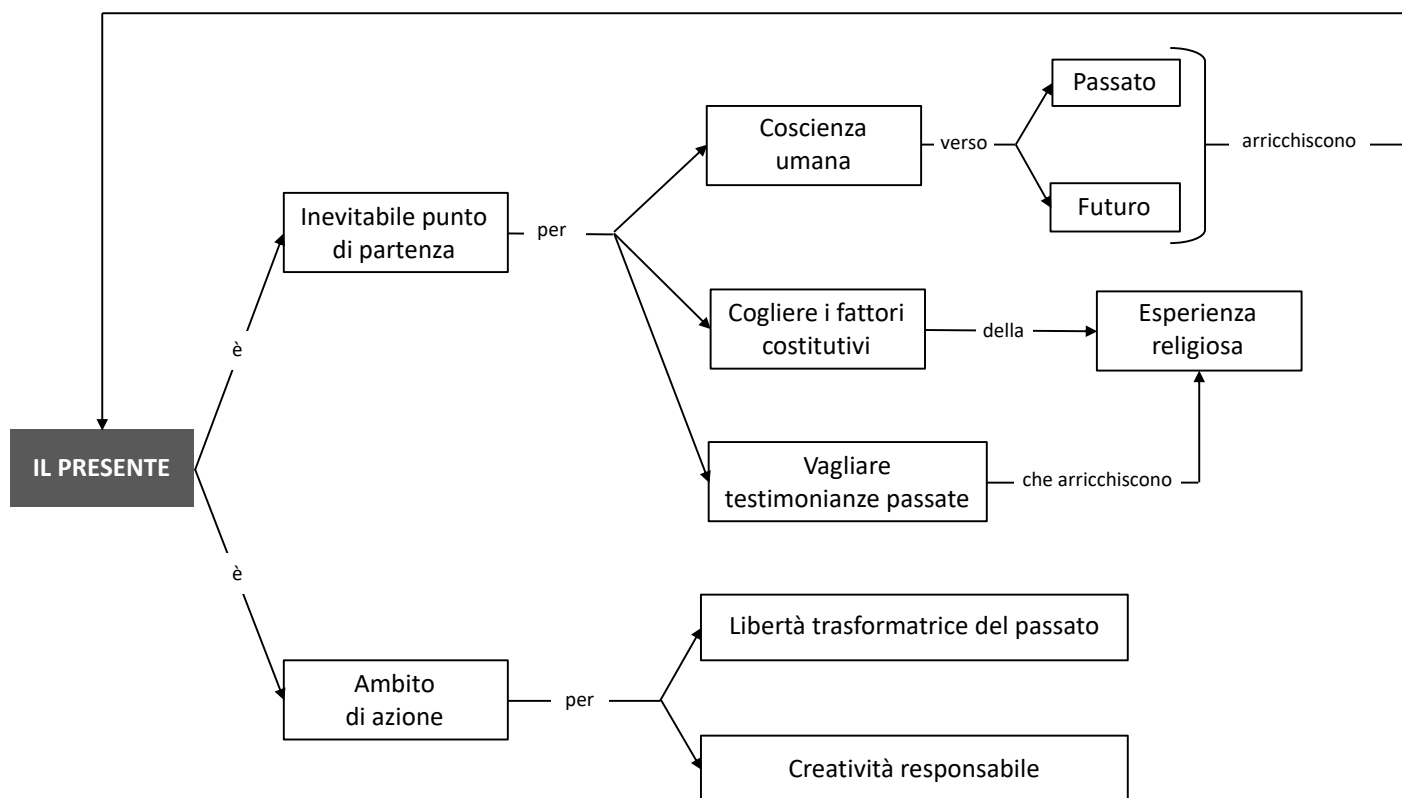 Passato
Coscienza
umana
verso
arricchiscono
Futuro
Inevitabile punto
di partenza
per
Cogliere i fattori
costitutivi
della
Esperienza
religiosa
è
IL PRESENTE
Vagliare
testimonianze passate
che arricchiscono
è
Libertà trasformatrice del passato
Ambito
di azione
per
Creatività responsabile